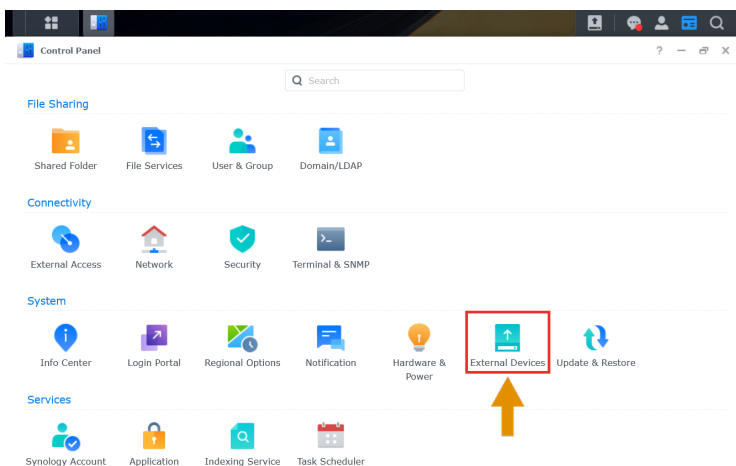 Control Panel
?
Search
File Sharing
Shared Folder File Services User & Group Domain/LDAP
Connectivity
External Access Network Security Terminal & SNMP
System
Info Center Login Portal Regional Options Notification Hardware & Power External Devices Update & Restore
Services
Synology Account Application Indexing Service Task Scheduler